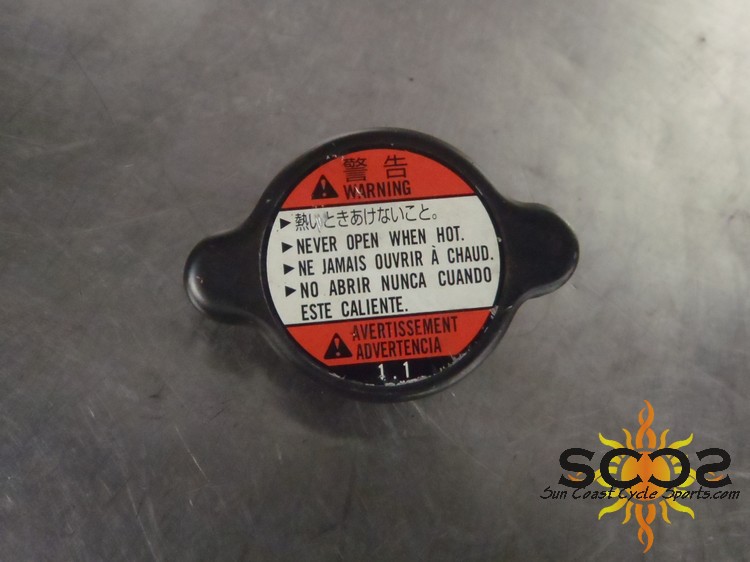 警告
WARNING
▶熱いときあけないこと。
▶NEVER OPEN WHEN HOT.
▶NE JAMAIS OUVRIR À CHAUD.
▶NO ABRIR NUNCA CUANDO
ESTE CALIENTE.
AVERTISSEMENT
ADVERTENCIA
1.1
SCCS
Sun Coast Cycle Sports.com